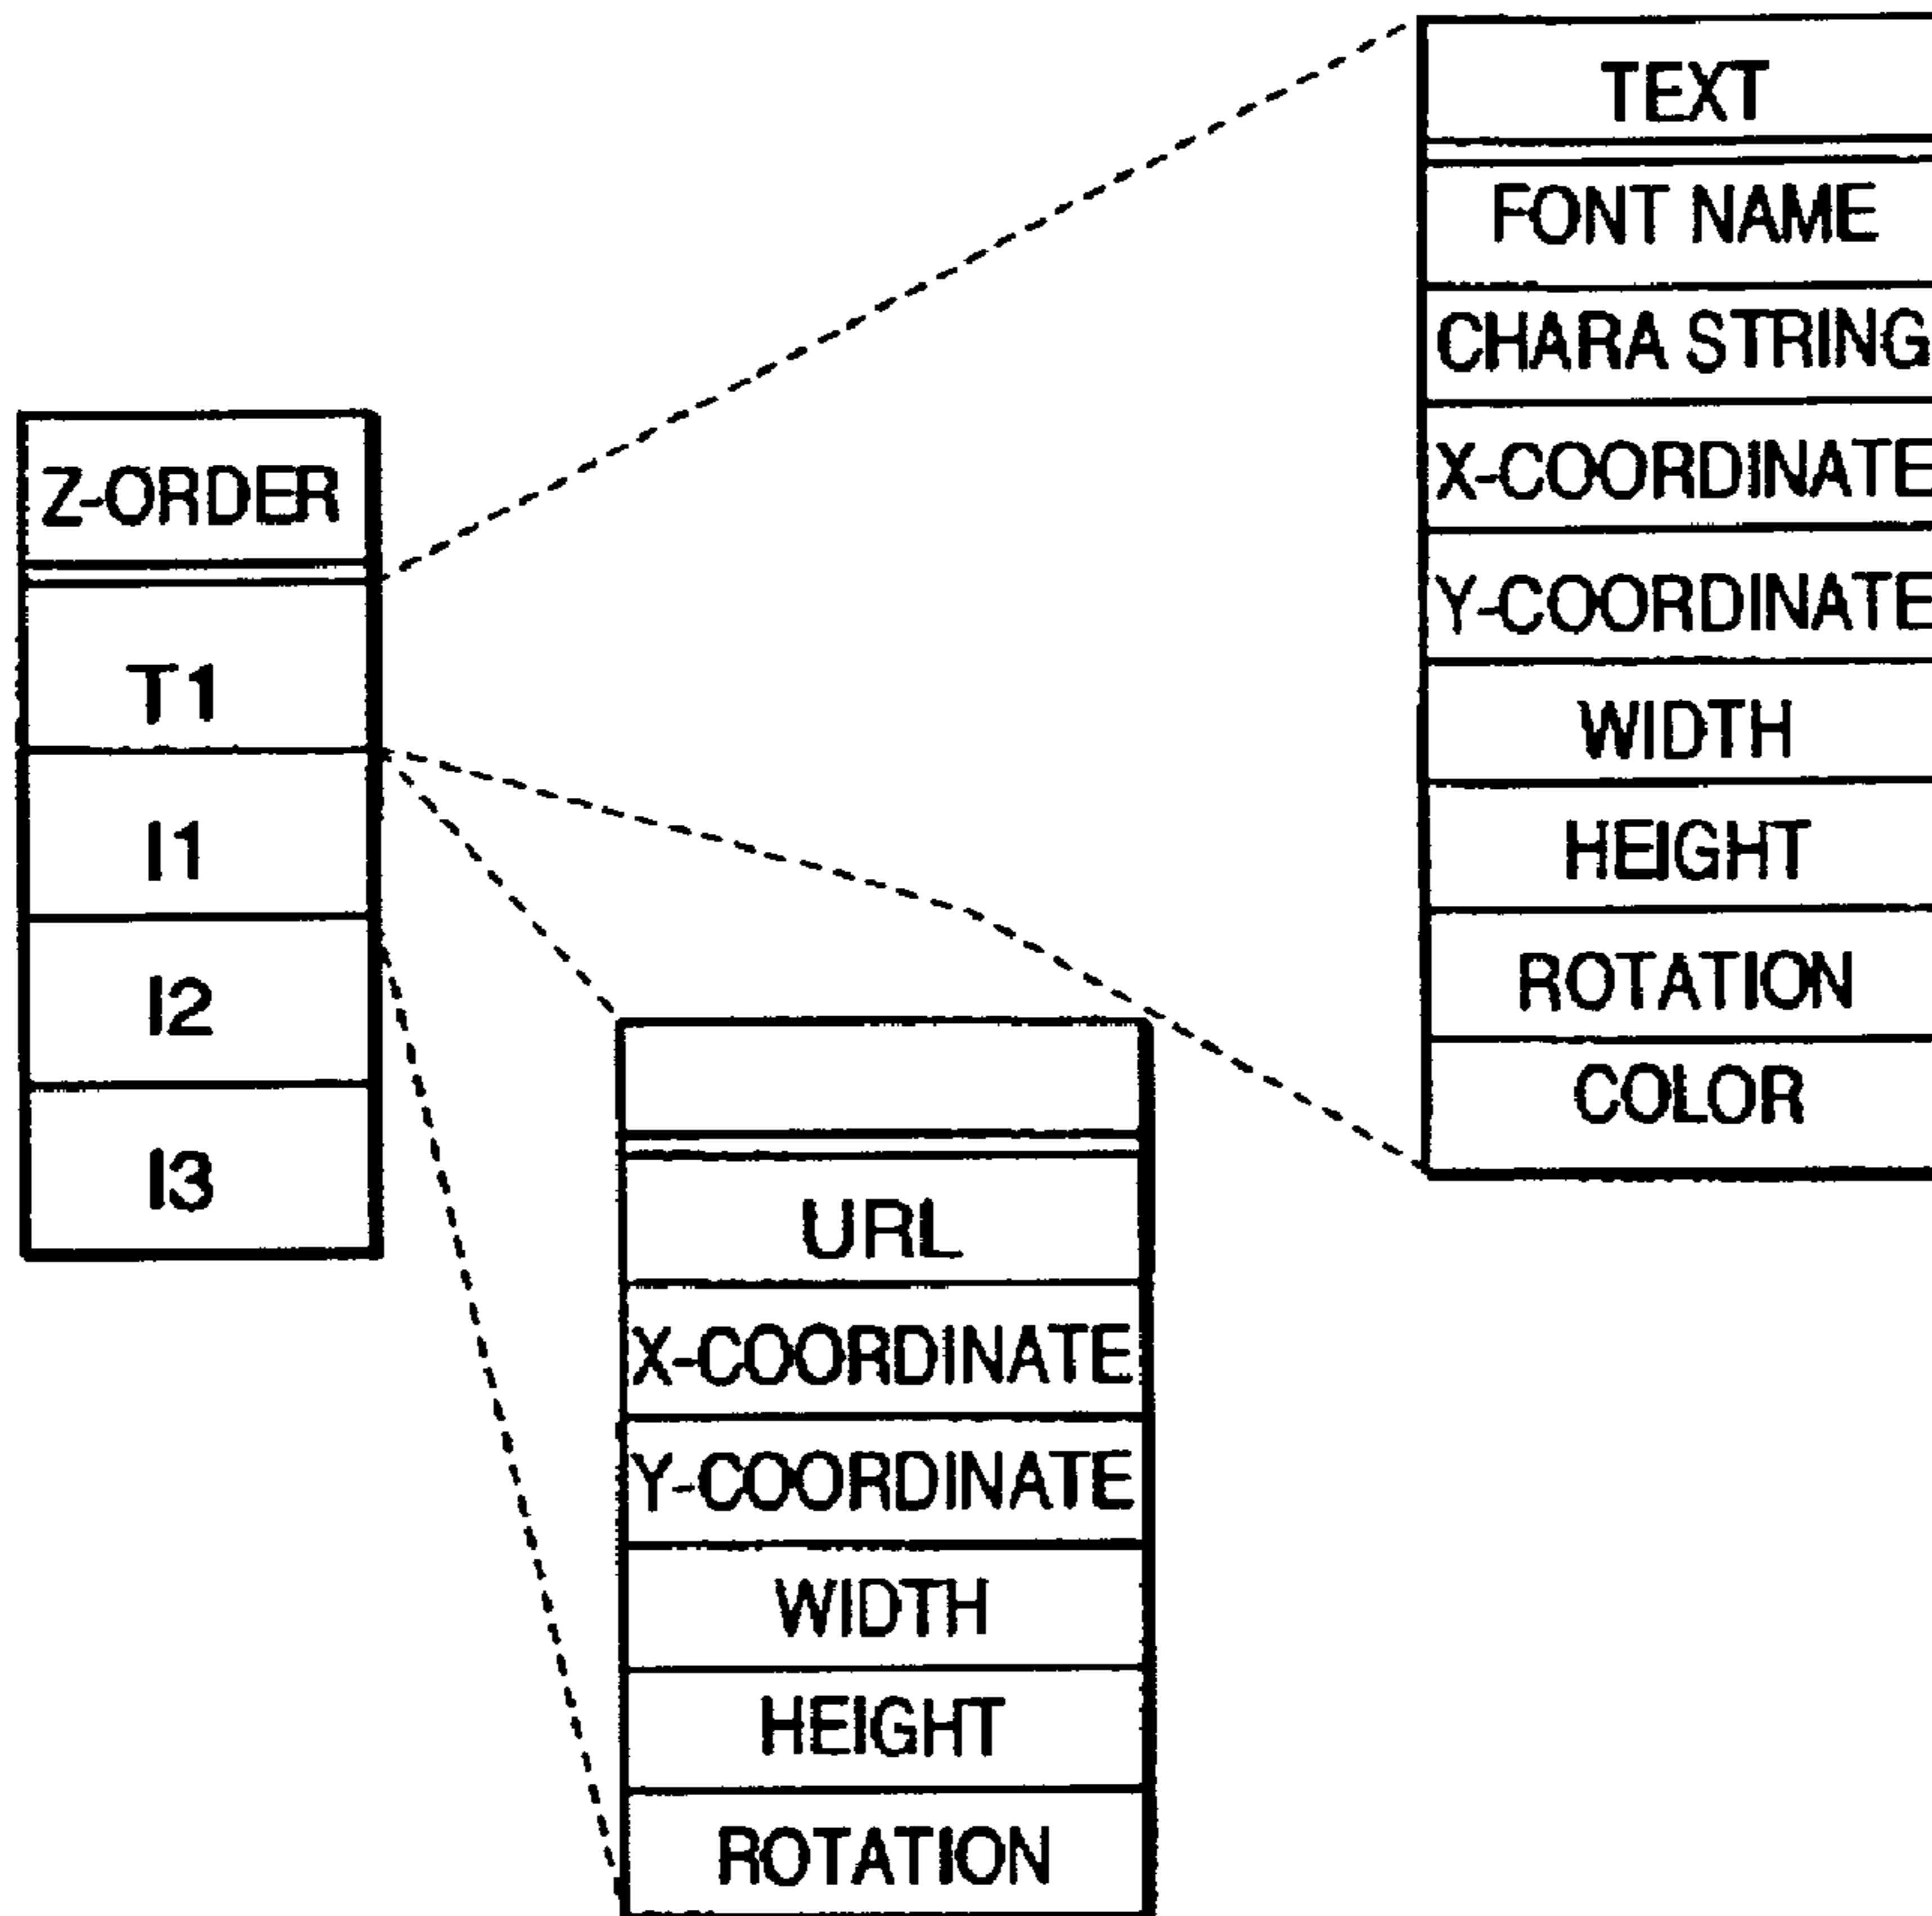 Z-ORDER
T1
I1
I2
I3
URL
X-COORDINATE
Y-COORDINATE
WIDTH
HEIGHT
ROTATION
TEXT
FONT NAME
CHARA STRING
X-COORDINATE
Y-COORDINATE
WIDTH
HEIGHT
ROTATION
COLOR